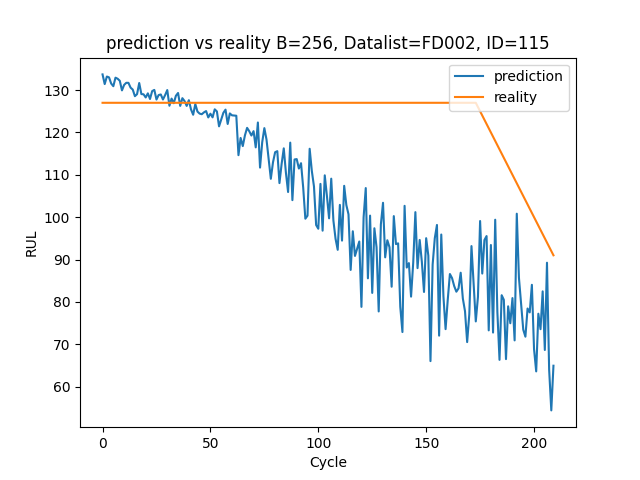 prediction vs reality B=256, Datalist=FD002, ID=115
prediction
reality
RUL
130
120
110
100
90
80
70
60
0 50 100 150 200
Cycle